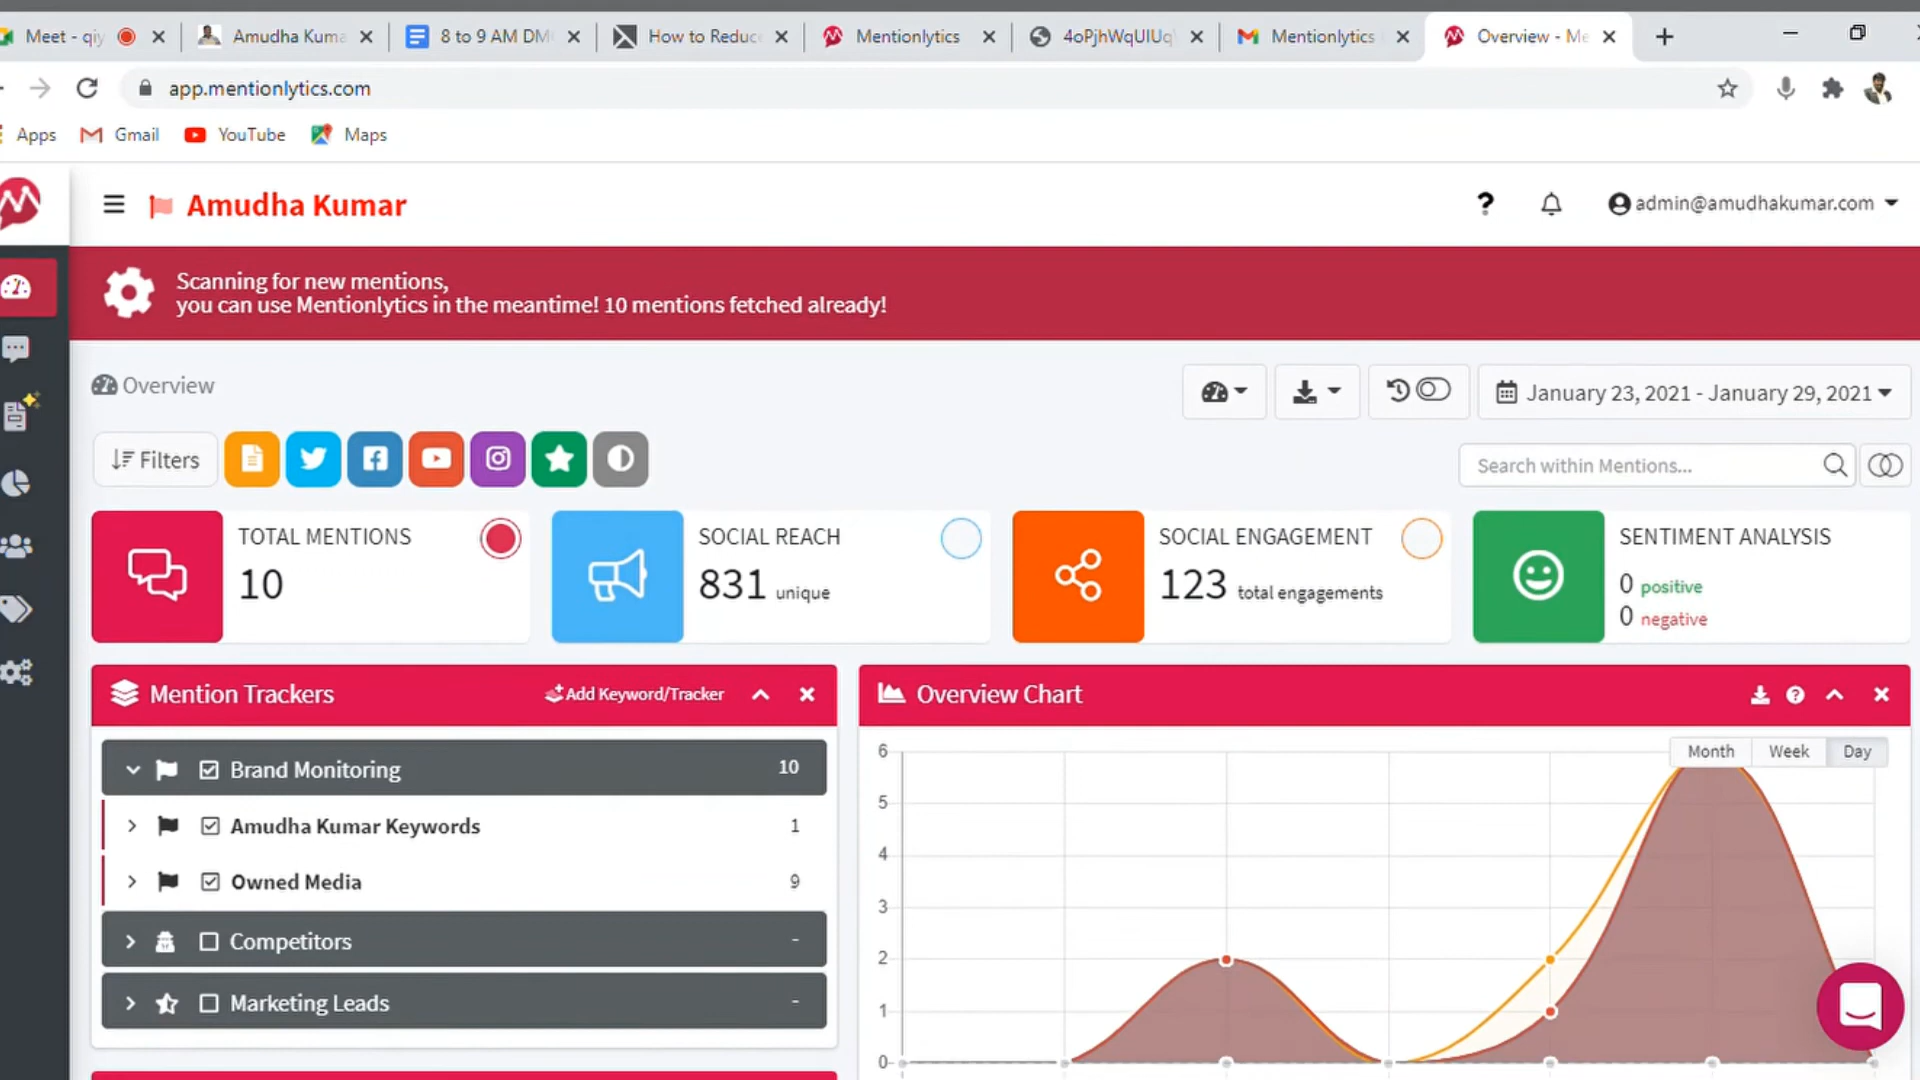 Meet - qiy
Amudha Kuma
8 to 9 AM DM
How to Reduc
Mentionlytics
4oPjhWqUIUq
Mentionlytics
Overview - Me
app.mentionlytics.com
Apps
Gmail
YouTube
Maps
Amudha Kumar
?
admin@amudhakumar.com
Scanning for new mentions,
you can use Mentionlytics in the meantime! 10 mentions fetched already!
Overview
January 23, 2021 - January 29, 2021
Filters
Search within Mentions...
TOTAL MENTIONS
10
SOCIAL REACH
831 unique
SOCIAL ENGAGEMENT
123 total engagements
SENTIMENT ANALYSIS
0 positive
0 negative
Mention Trackers
Add Keyword/Tracker
Overview Chart
Brand Monitoring 10
Amudha Kumar Keywords 1
Owned Media 9
Competitors -
Marketing Leads -
Month Week Day
6
5
4
3
2
1
0